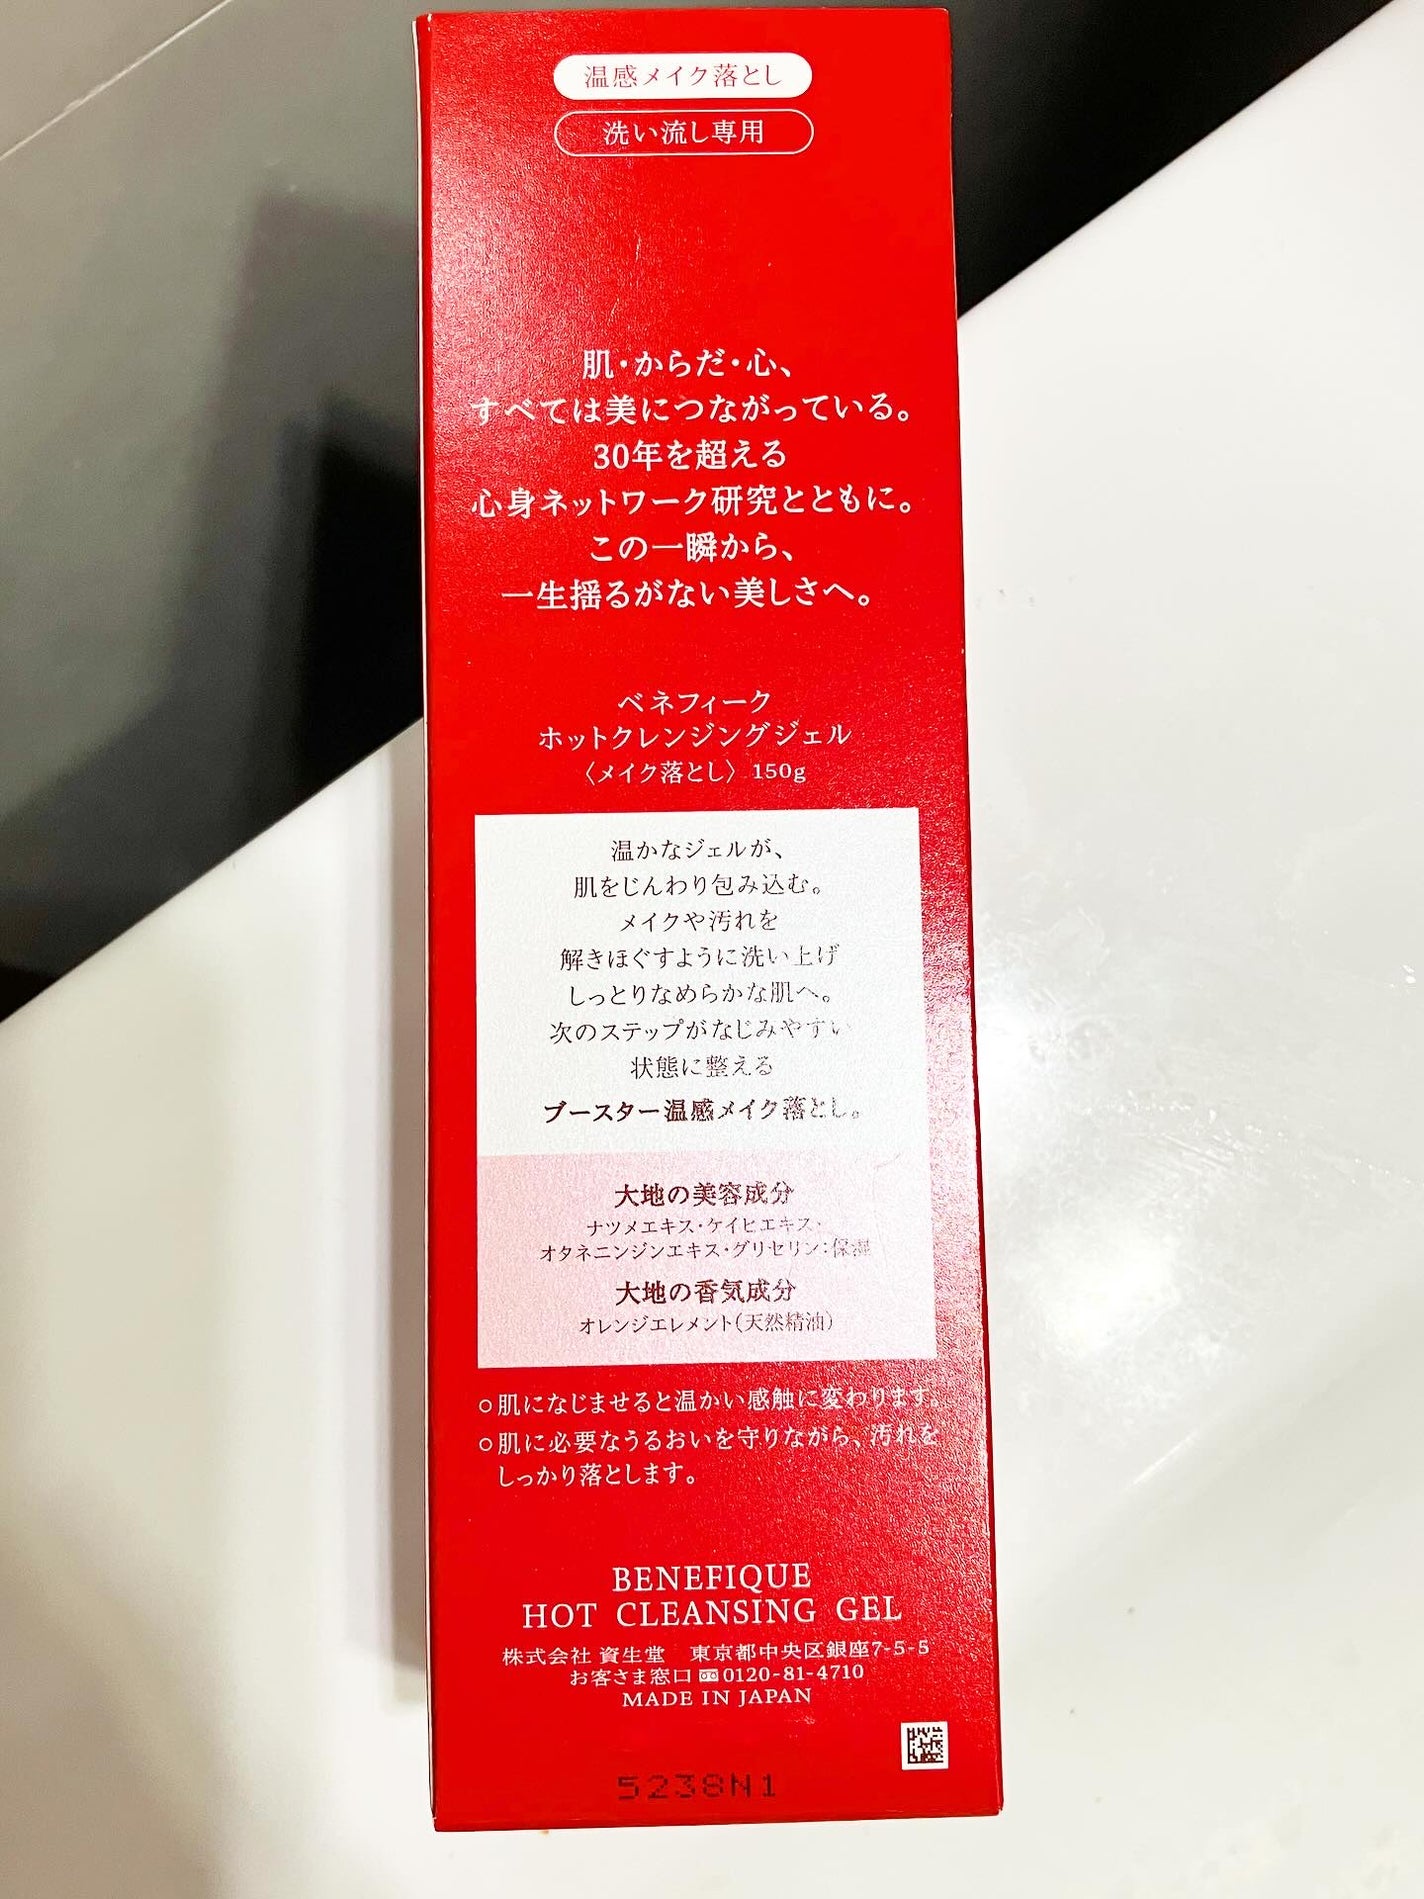 温感メイク落とし
洗い流し専用
肌・からだ・心、
すべては美につながっている。
30年を超える
心身ネットワーク研究とともに。
この一瞬から、
一生揺るがない美しさへ。
ベネフィーク
ホットクレンジングジェル
〈メイク落とし〉150g
温かなジェルが、
肌をじんわり包み込む。
メイクや汚れを
解きほぐすように洗い上げ
しっとりなめらかな肌へ。
次のステップがなじみやすい
状態に整える
ブースター温感メイク落とし。
大地の美容成分
ナツメエキス・ケイヒエキス・
オタネニンジンエキス・グリセリン：保湿
大地の香気成分
オレンジエレメント（天然精油）
○肌になじませると温かい感触に変わります。
○肌に必要なうるおいを守りながら、汚れを
しっかり落とします。
BENEFIQUE
HOT CLEANSING GEL
株式会社 資生堂 東京都中央区銀座7-5-5
お客さま窓口 0120-81-4710
MADE IN JAPAN
5238N1